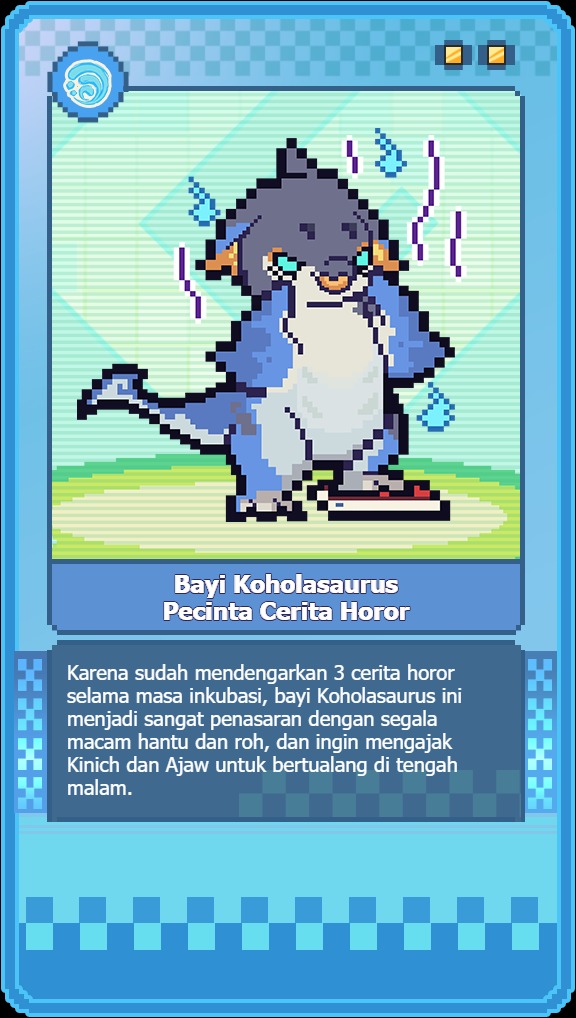 Bayi Koholasaurus
Pecinta Cerita Horor
Karena sudah mendengarkan 3 cerita horor
selama masa inkubasi, bayi Koholasaurus ini
menjadi sangat penasaran dengan segala
macam hantu dan roh, dan ingin mengajak
Kinich dan Ajaw untuk bertualang di tengah
malam.